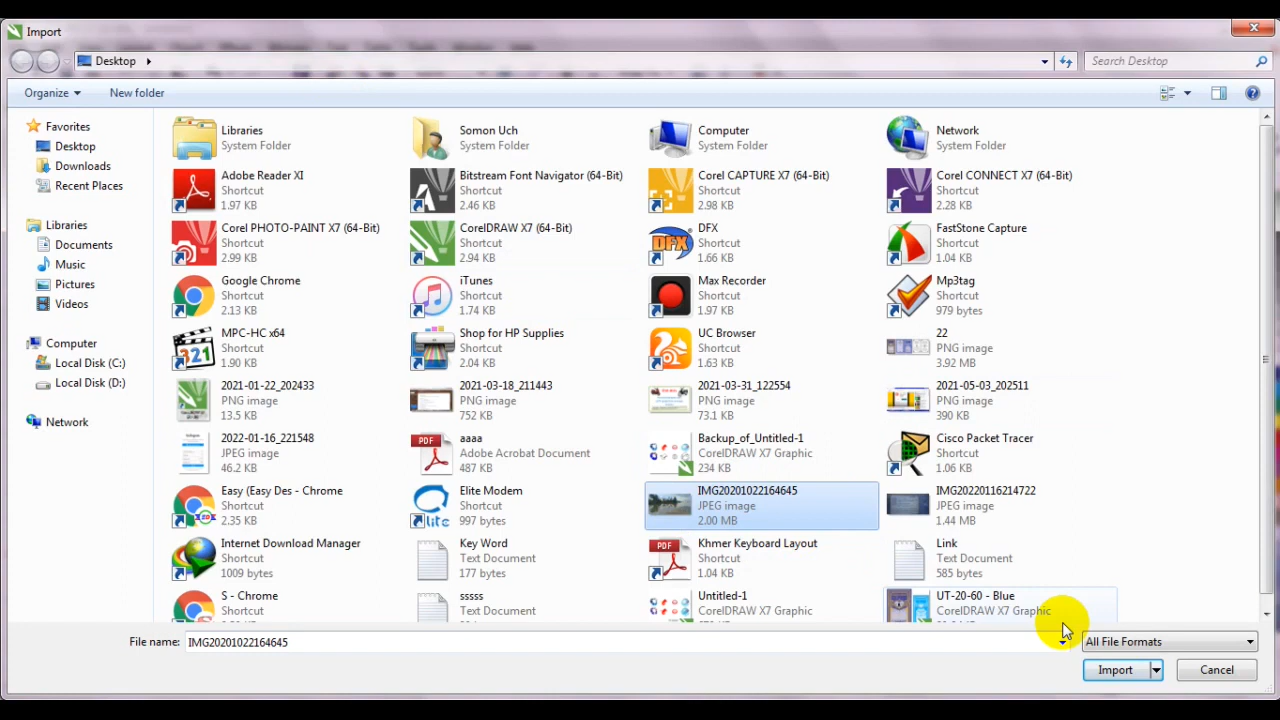 Import
Desktop
Search Desktop
Organize
New folder
Favorites
Desktop
Downloads
Recent Places
Libraries
Documents
Music
Pictures
Videos
Computer
Local Disk (C:)
Local Disk (D:)
Network
Libraries
System Folder
Somon Uch
System Folder
Computer
System Folder
Network
System Folder
Adobe Reader XI
Shortcut
1.97 KB
Bitstream Font Navigator (64-Bit)
Shortcut
2.46 KB
Corel CAPTURE X7 (64-Bit)
Shortcut
2.98 KB
Corel CONNECT X7 (64-Bit)
Shortcut
2.28 KB
Corel PHOTO-PAINT X7 (64-Bit)
Shortcut
2.99 KB
CorelDRAW X7 (64-Bit)
Shortcut
2.94 KB
DFX
DFX
Shortcut
1.66 KB
FastStone Capture
Shortcut
1.04 KB
Google Chrome
Shortcut
2.13 KB
iTunes
Shortcut
1.74 KB
Max Recorder
Shortcut
1.97 KB
Mp3tag
Shortcut
979 bytes
321
MPC-HC x64
Shortcut
1.90 KB
Shop for HP Supplies
Shortcut
2.04 KB
UC Browser
Shortcut
1.63 KB
22
PNG image
3.92 MB
2021-01-22_202433
PNG image
13.5 KB
2021-03-18_211443
PNG image
752 KB
2021-03-31_122554
PNG image
73.1 KB
2021-05-03_202511
PNG image
390 KB
2022-01-16_221548
JPEG image
46.2 KB
PDF
aaaa
Adobe Acrobat Document
487 KB
Backup_of_Untitled-1
CorelDRAW X7 Graphic
234 KB
Cisco Packet Tracer
Shortcut
1.06 KB
Easy (Easy Des - Chrome
Shortcut
2.35 KB
lite
Elite Modem
Shortcut
997 bytes
IMG20201022164645
JPEG image
2.00 MB
IMG20220116214722
JPEG image
1.44 MB
Internet Download Manager
Shortcut
1009 bytes
Key Word
Text Document
177 bytes
PDF
Khmer Keyboard Layout
Shortcut
1.04 KB
Link
Text Document
585 bytes
S - Chrome
Shortcut
sssss
Text Document
Untitled-1
CorelDRAW X7 Graphic
UT-20-60 - Blue
CorelDRAW X7 Graphic
File name:
IMG20201022164645
All File Formats
Import
Cancel